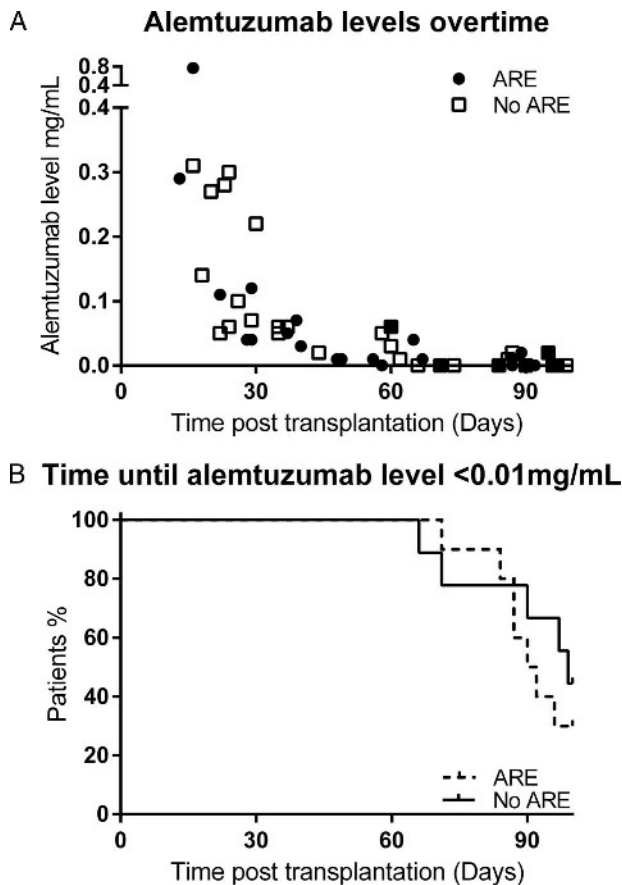 A Alemtuzumab levels overtime
0.8
0.4
0.4
0.3
0.2
0.1
0.0
Alemtuzumab level mg/mL
ARE
No ARE
0 30 60 90
Time post transplantation (Days)
B Time until alemtuzumab level <0.01mg/mL
100
80
60
40
20
0
Patients %
ARE
No ARE
0 30 60 90
Time post transplantation (Days)